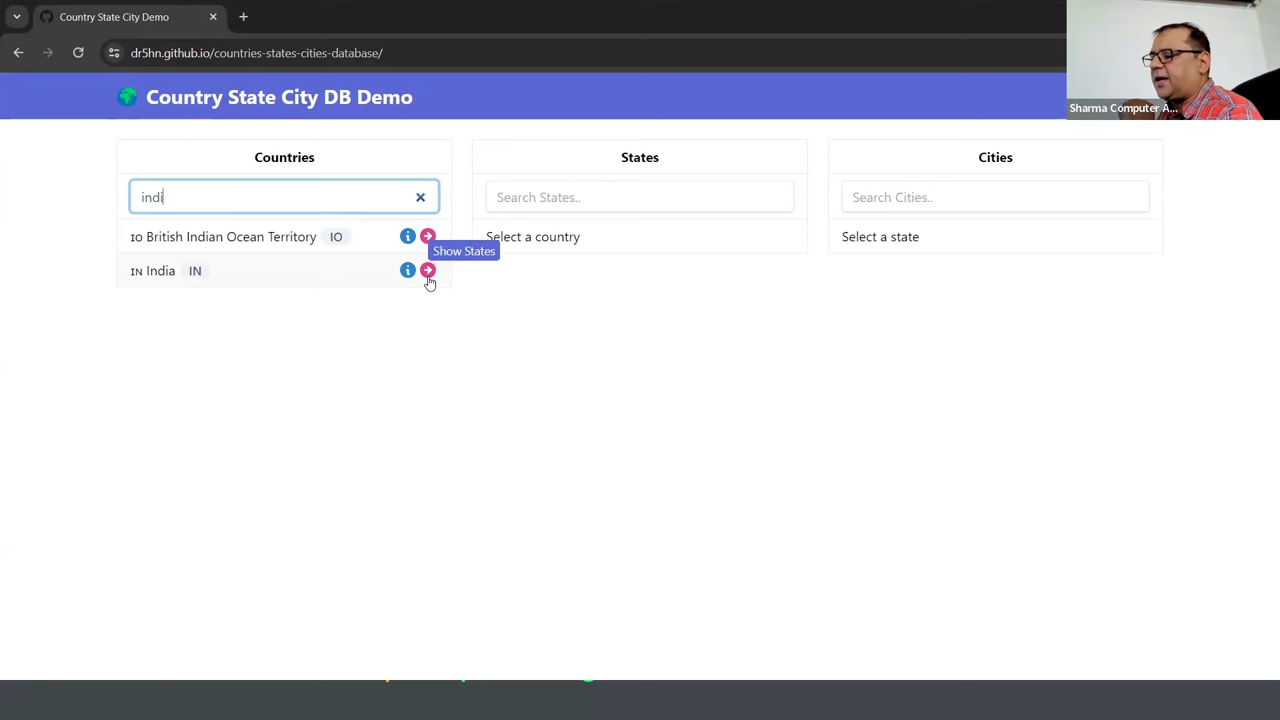 Country State City Demo
dr5hn.github.io/countries-states-cities-database/
Country State City DB Demo
Sharma Computer A...
Countries
States
Cities
indi
Search States..
Search Cities..
IO British Indian Ocean Territory IO
Select a country
Select a state
Show States
IN India IN